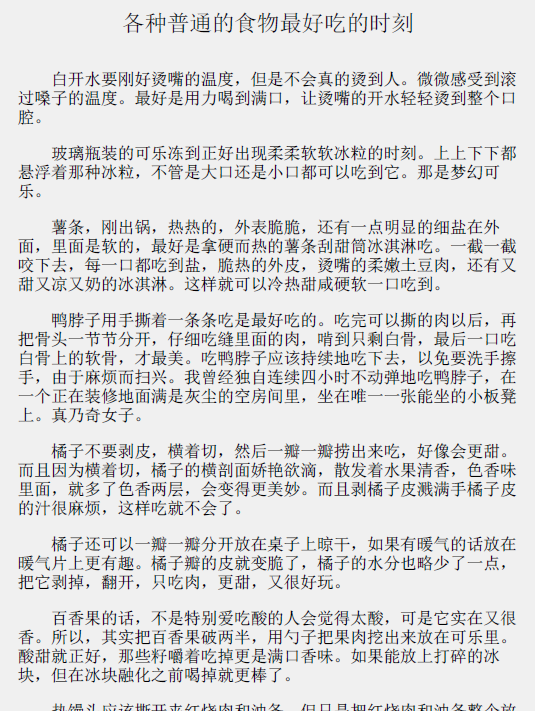 各种普通的食物最好吃的时刻
白开水要刚好烫嘴的温度，但是不会真的烫到人。微微感受到滚
过嗓子的温度。最好是用力喝到满口，让烫嘴的开水轻轻烫到整个口
腔。
玻璃瓶装的可乐冻到正好出现柔柔软软冰粒的时刻。上上下下都
悬浮着那种冰粒，不管是大口还是小口都可以吃到它。那是梦幻可
乐。
薯条，刚出锅，热热的，外表脆脆，还有一点明显的细盐在外
面，里面是软的，最好是拿硬而热的薯条刮甜筒冰淇淋吃。一截一截
咬下去，每一口都吃到盐，脆热的外皮，烫嘴的柔嫩土豆肉，还有又
甜又凉又奶的冰淇淋。这样就可以冷热甜咸硬软一口吃到。
鸭脖子用手撕着一条条吃是最好吃的。吃完可以撕的肉以后，再
把骨头一节节分开，仔细吃缝里面的肉，啃到只剩白骨，最后一口吃
白骨上的软骨，才最美。吃鸭脖子应该持续地吃下去，以免要洗手擦
手，由于麻烦而扫兴。我曾经独自连续四小时不动弹地吃鸭脖子，在
一个正在装修地面满是灰尘的空房间里，坐在唯一一张能坐的小板凳
上。真乃奇女子。
橘子不要剥皮，横着切，然后一瓣一瓣捞出来吃，好像会更甜。
而且因为横着切，橘子的横剖面娇艳欲滴，散发着水果清香，色香味
里面，就多了色香两层，会变得更美妙。而且剥橘子皮溅满手橘子皮
的汁很麻烦，这样吃就不会了。
橘子还可以一瓣一瓣分开放在桌子上晾干，如果有暖气的话放在
暖气片上更有趣。橘子瓣的皮就变脆了，橘子的水分也略少了一点，
把它剥掉，翻开，只吃肉，更甜，又很好玩。
百香果的话，不是特别爱吃酸的人会觉得太酸，可是它实在又很
香。所以，其实把百香果破两半，用勺子把果肉挖出来放在可乐里。
酸甜就正好，那些籽嚼着吃掉更是满口香味。如果能放上打碎的冰
块，但在冰块融化之前喝掉就更棒了。